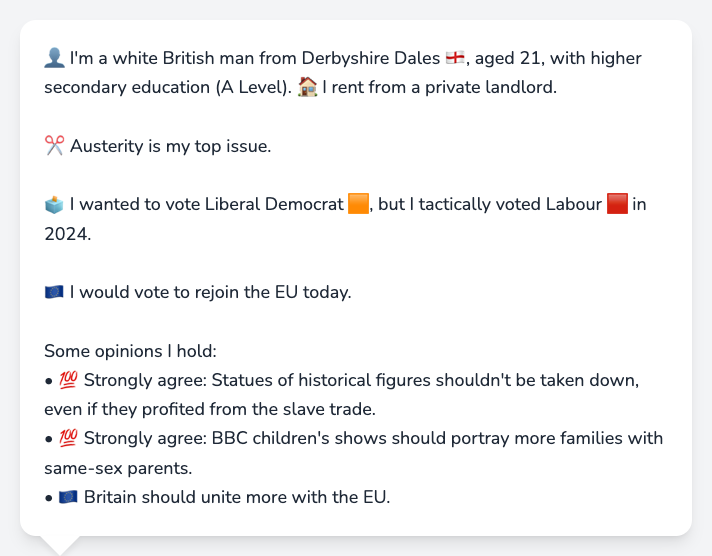 👤 I'm a white British man from Derbyshire Dales 🏴󠁧󠁢󠁥󠁮󠁧󠁿, aged 21, with higher
secondary education (A Level). 🏠 I rent from a private landlord.
✂️ Austerity is my top issue.
🗳️ I wanted to vote Liberal Democrat 🟧, but I tactically voted Labour 🟥 in
2024.
🇪🇺 I would vote to rejoin the EU today.
Some opinions I hold:
• 💯 Strongly agree: Statues of historical figures shouldn't be taken down,
even if they profited from the slave trade.
• 💯 Strongly agree: BBC children's shows should portray more families with
same-sex parents.
• 🇪🇺 Britain should unite more with the EU.